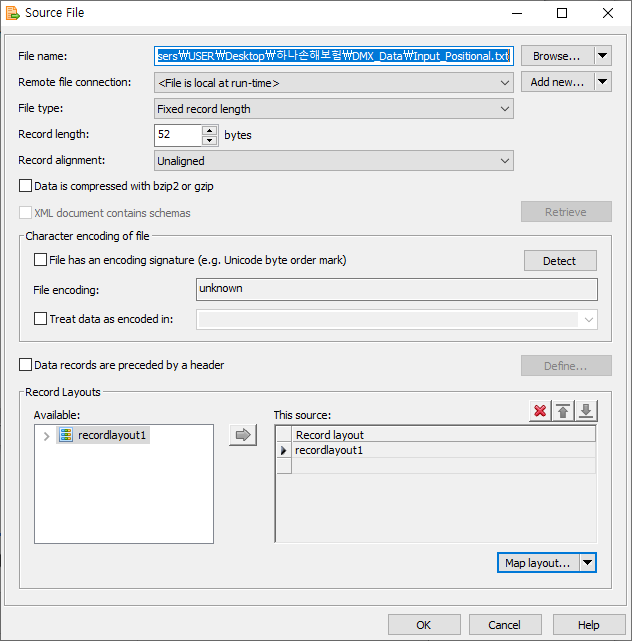 Source File
File name: sers₩USER₩Desktop₩하나손해보험₩DMX_Data₩Input_Positional.txt Browse...
Remote file connection: <File is local at run-time> Add new...
File type: Fixed record length
Record length: 52 bytes
Record alignment: Unaligned
Data is compressed with bzip2 or gzip
XML document contains schemas Retrieve
Character encoding of file
File has an encoding signature (e.g. Unicode byte order mark) Detect
File encoding: unknown
Treat data as encoded in:
Data records are preceded by a header Define...
Record Layouts
Available: This source:
recordlayout1 Record layout
recordlayout1
Map layout...
OK Cancel Help